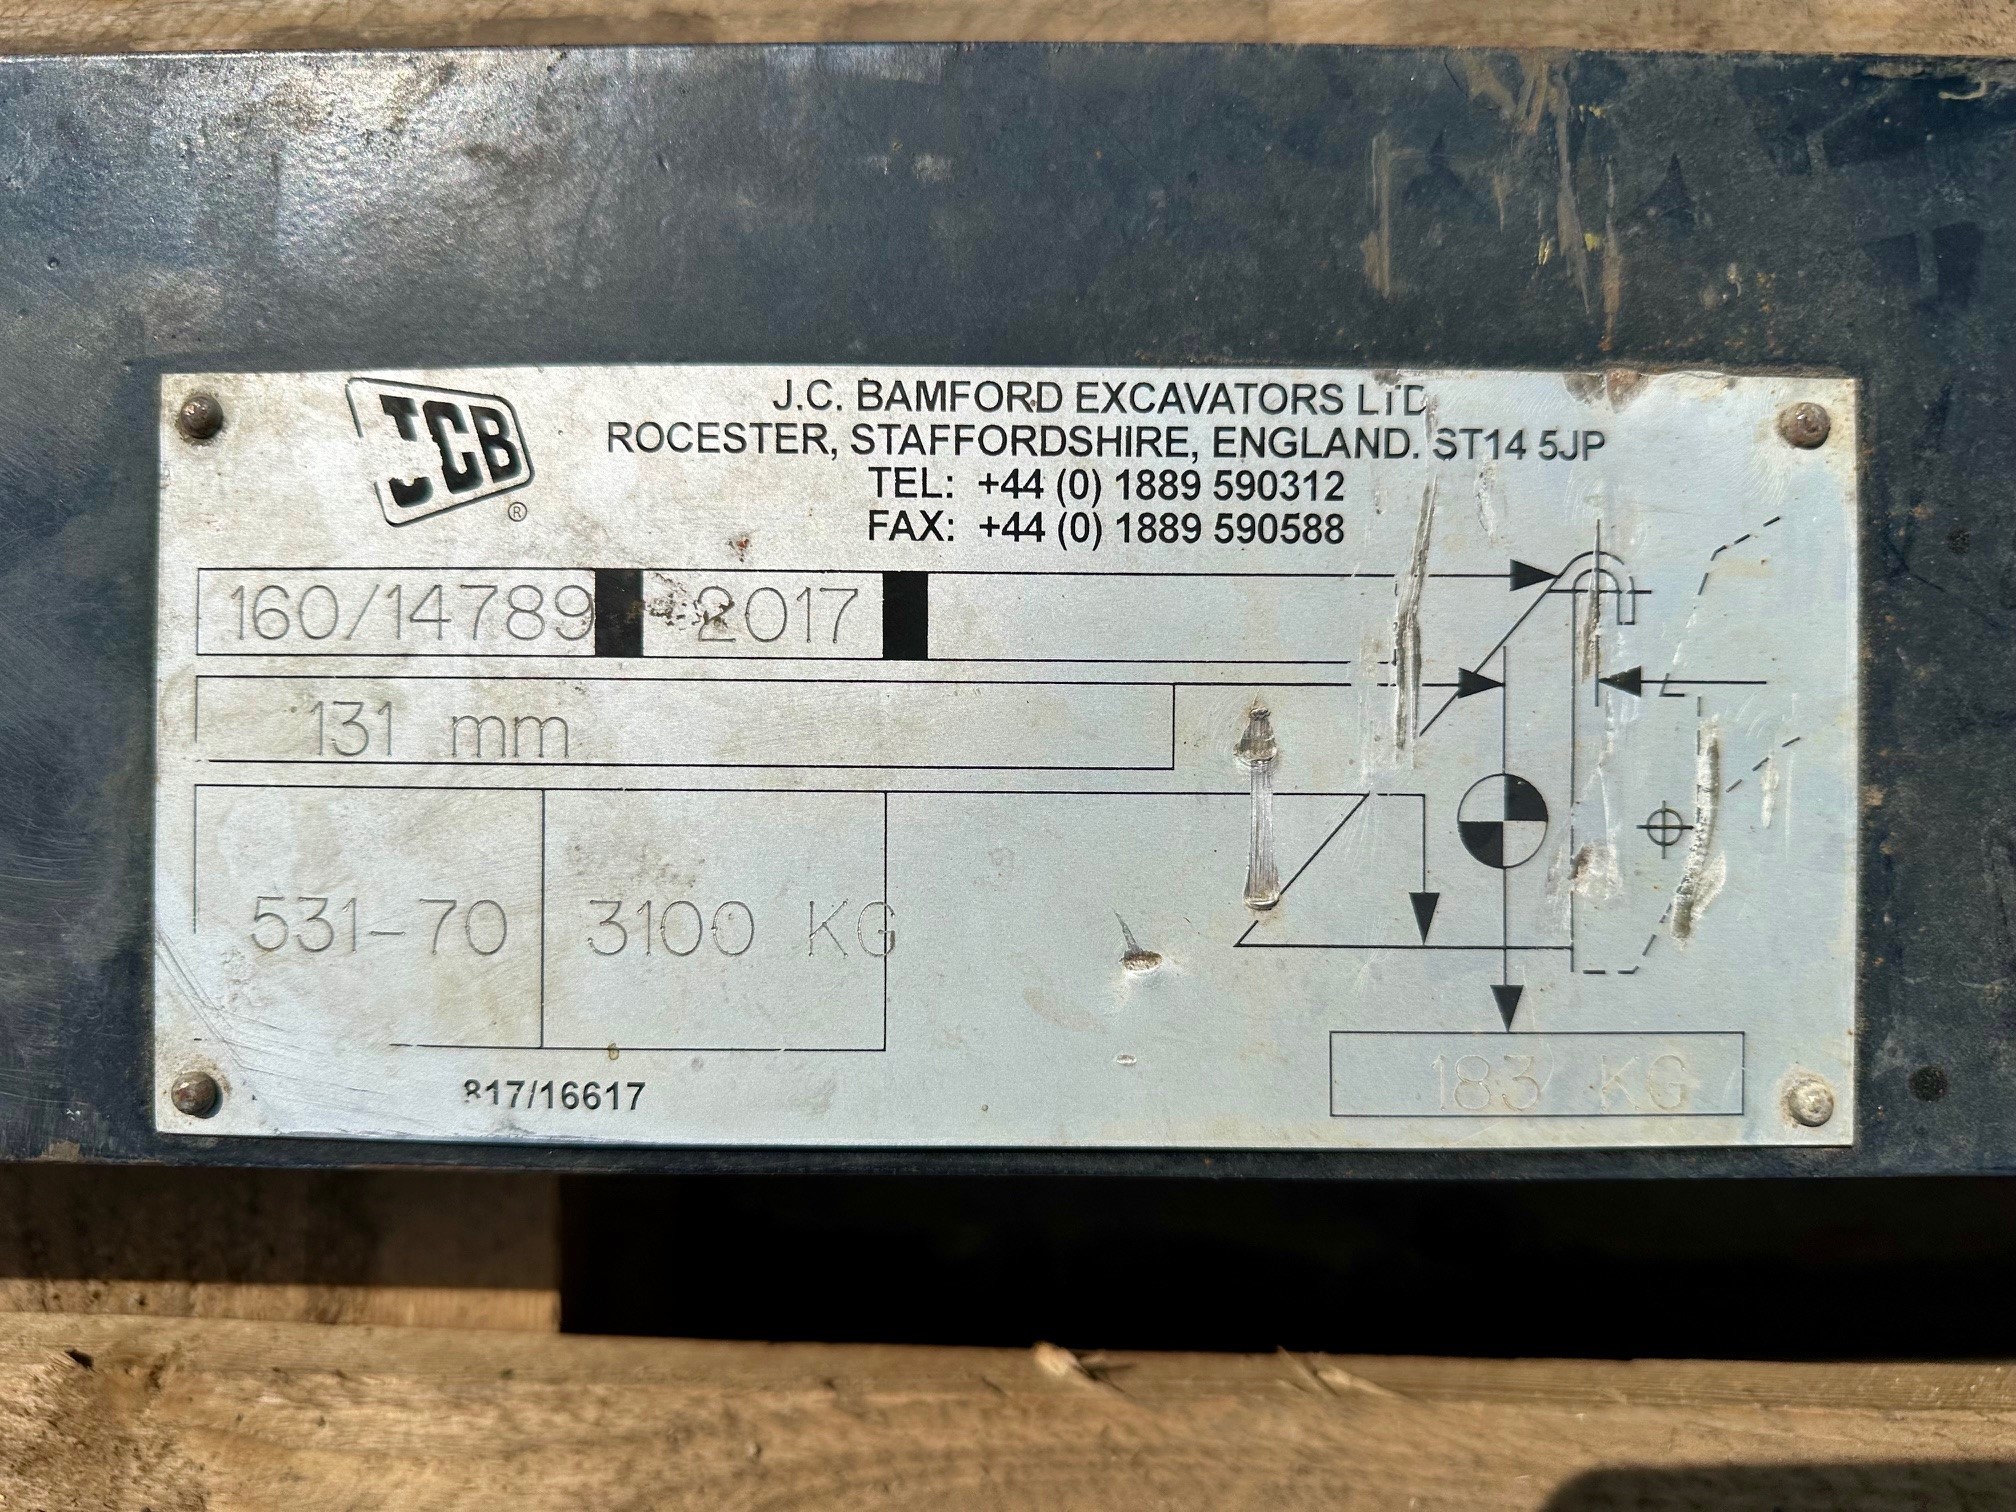 JCB
®
J.C. BAMFORD EXCAVATORS LTD
ROCESTER, STAFFORDSHIRE, ENGLAND. ST14 5JP
TEL: +44 (0) 1889 590312
FAX: +44 (0) 1889 590588
160/14789 2017
131 mm
531-70 3100 KG
183 KG
817/16617